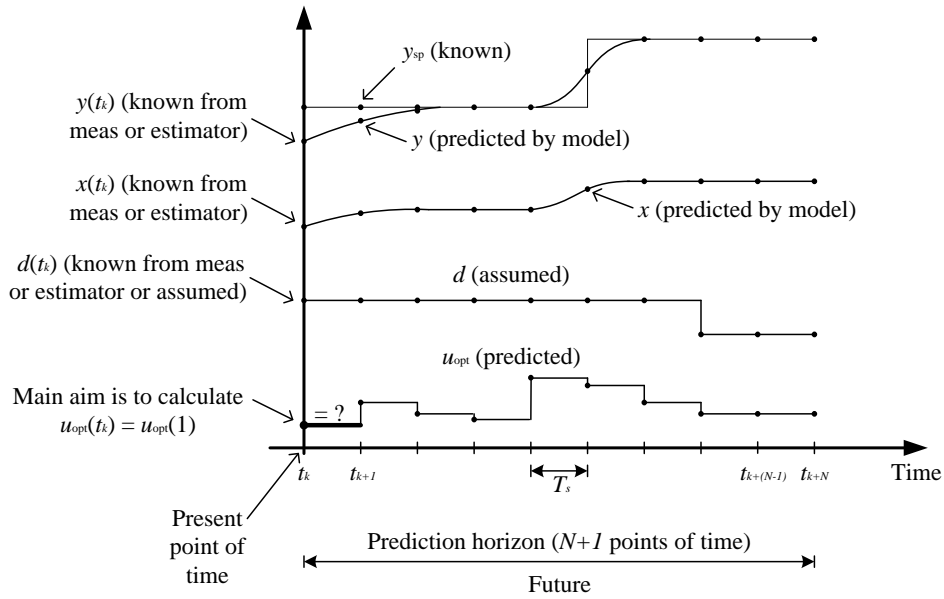 y_sp (known)
y(t_k) (known from
meas or estimator)
y (predicted by model)
x(t_k) (known from
meas or estimator)
x (predicted by model)
d(t_k) (known from meas
or estimator or assumed)
d (assumed)
u_opt (predicted)
Main aim is to calculate
u_opt(t_k) = u_opt(1)
= ?
t_k
t_k+1
T_s
t_k+(N-1)
t_k+N
Time
Present
point of
time
Prediction horizon (N+1 points of time)
Future